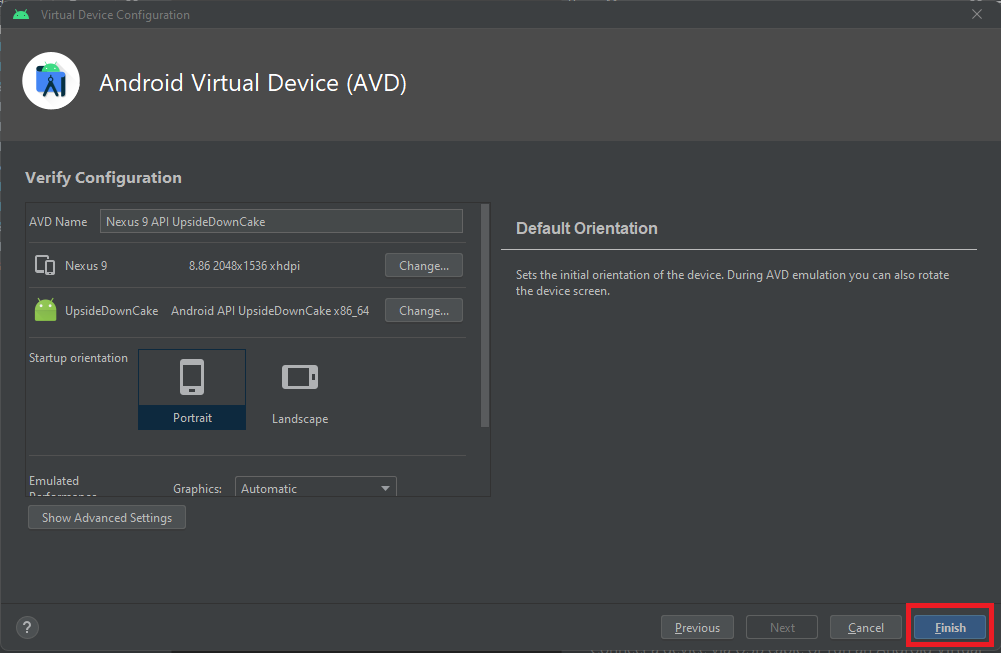 Virtual Device Configuration
Android Virtual Device (AVD)
Verify Configuration
AVD Name Nexus 9 API UpsideDownCake
Nexus 9 8.86 2048x1536 xhdpi Change...
UpsideDownCake Android API UpsideDownCake x86_64 Change...
Startup orientation
Portrait
Landscape
Emulated
Performance
Graphics: Automatic
Show Advanced Settings
Default Orientation
Sets the initial orientation of the device. During AVD emulation you can also rotate
the device screen.
? Previous Next Cancel Finish